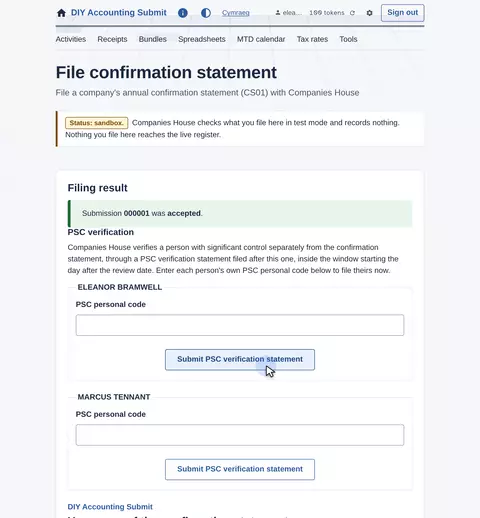 DIY Accounting Submit
Cymraeg
elea...
100 tokens
Sign out
Activities
Receipts
Bundles
Spreadsheets
MTD calendar
Tax rates
Tools
File confirmation statement
File a company's annual confirmation statement (CS01) with Companies House
Status: sandbox. Companies House checks what you file here in test mode and records nothing.
Nothing you file here reaches the live register.
Filing result
Submission 000001 was accepted.
PSC verification
Companies House verifies a person with significant control separately from the confirmation
statement, through a PSC verification statement filed after this one, inside the window starting the
day after the review date. Enter each person's own PSC personal code below to file theirs now.
ELEANOR BRAMWELL
PSC personal code
Submit PSC verification statement
MARCUS TENNANT
PSC personal code
Submit PSC verification statement
DIY Accounting Submit